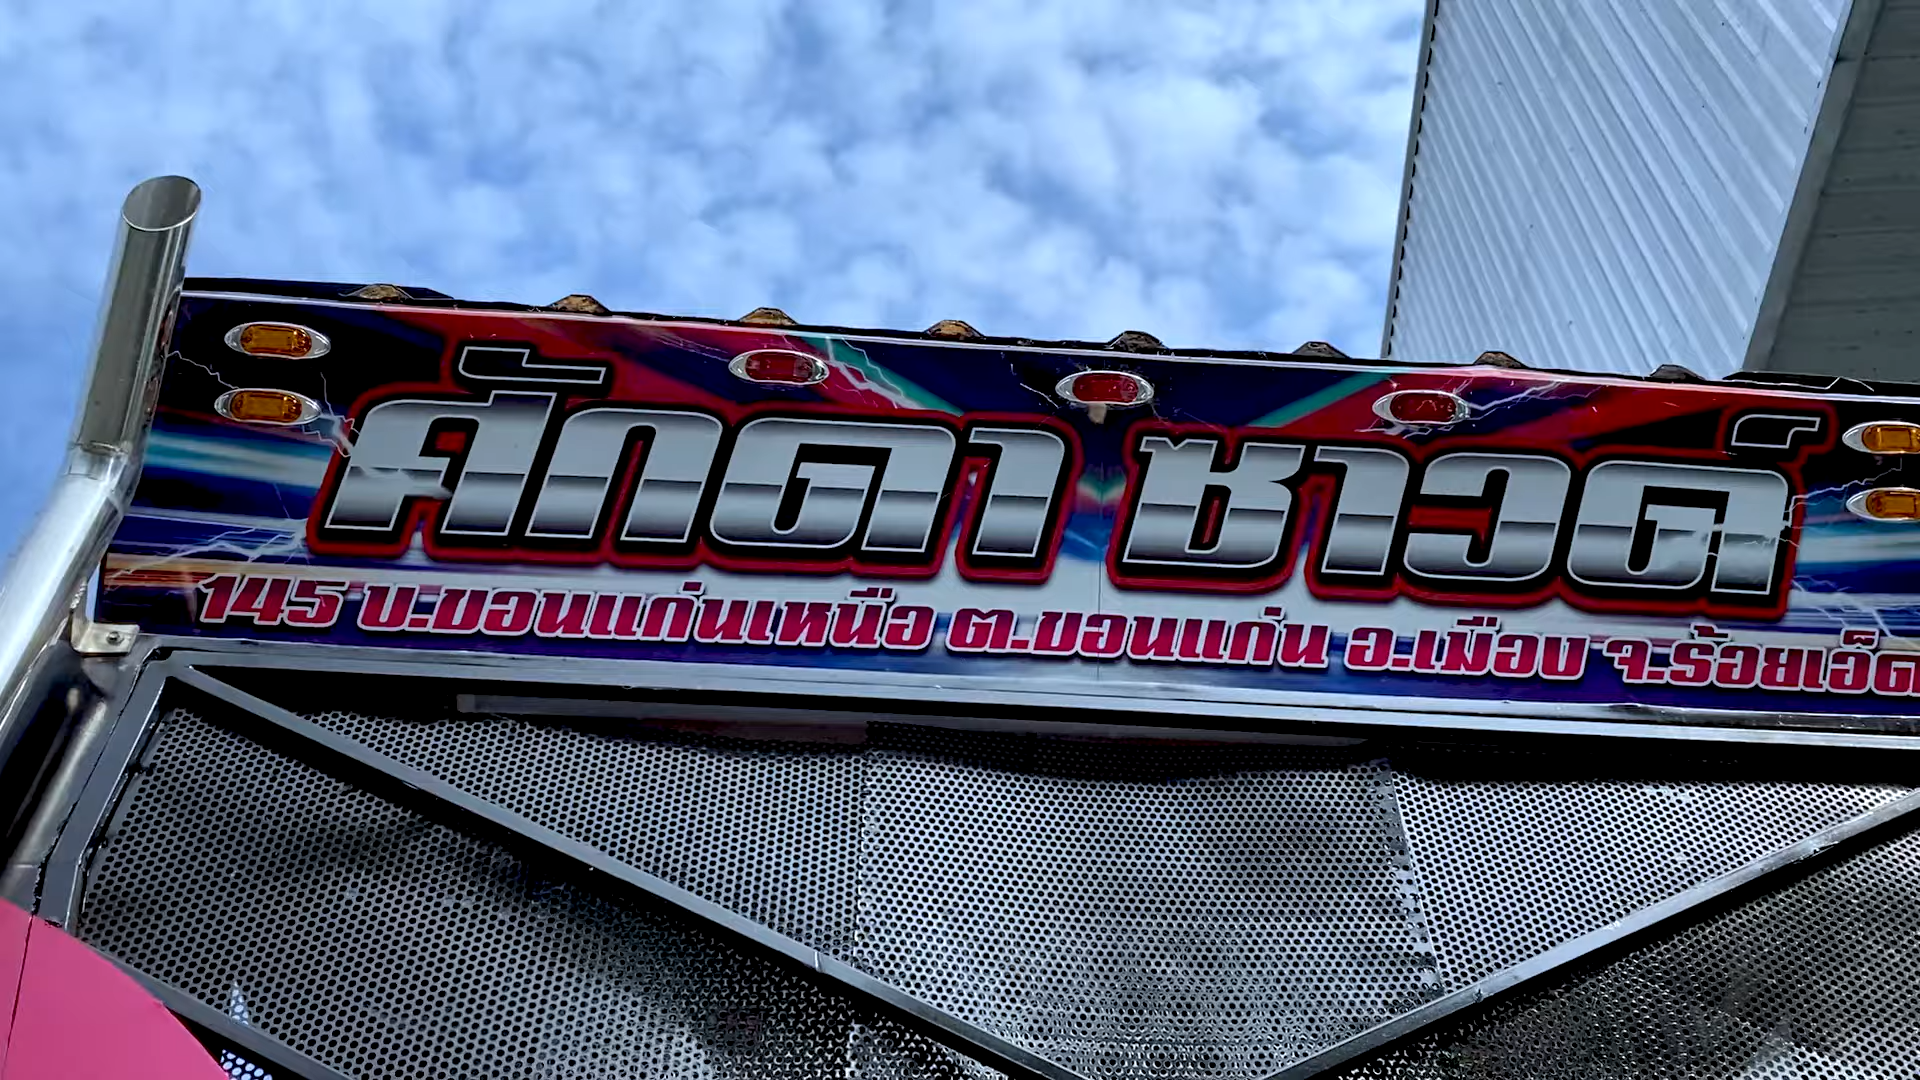 ศักดา ซาวด์
145 บ.ขอนแก่นเหนือ ต.ขอนแก่น อ.เมือง จ.ร้อยเอ็ด